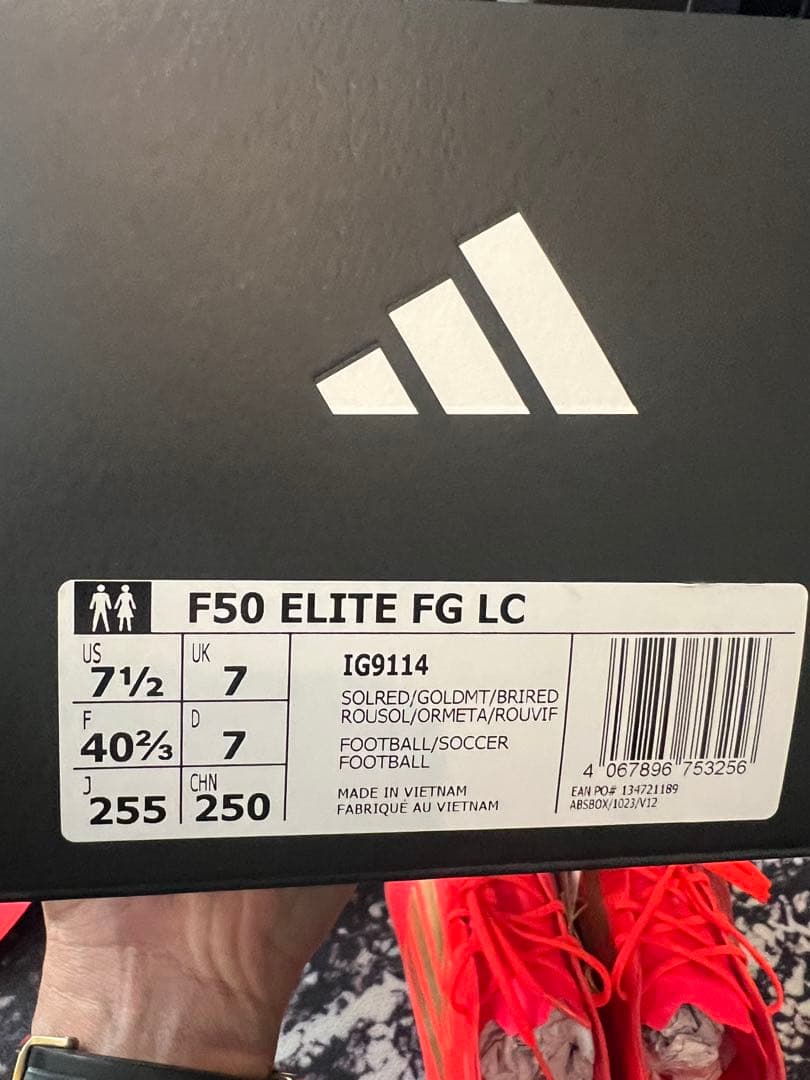 F50 ELITE FG LC
US 7½ UK 7
F 40⅔ D 7
J 255 CHN 250
IG9114
SOLRED/GOLDMT/BRIRED
ROUSOL/ORMETA/ROUVIF
FOOTBALL/SOCCER
FOOTBALL
MADE IN VIETNAM
FABRIQUÉ AU VIETNAM
4 067896 753256
EAN PO# 134721189
ABSBOX/1023/V12